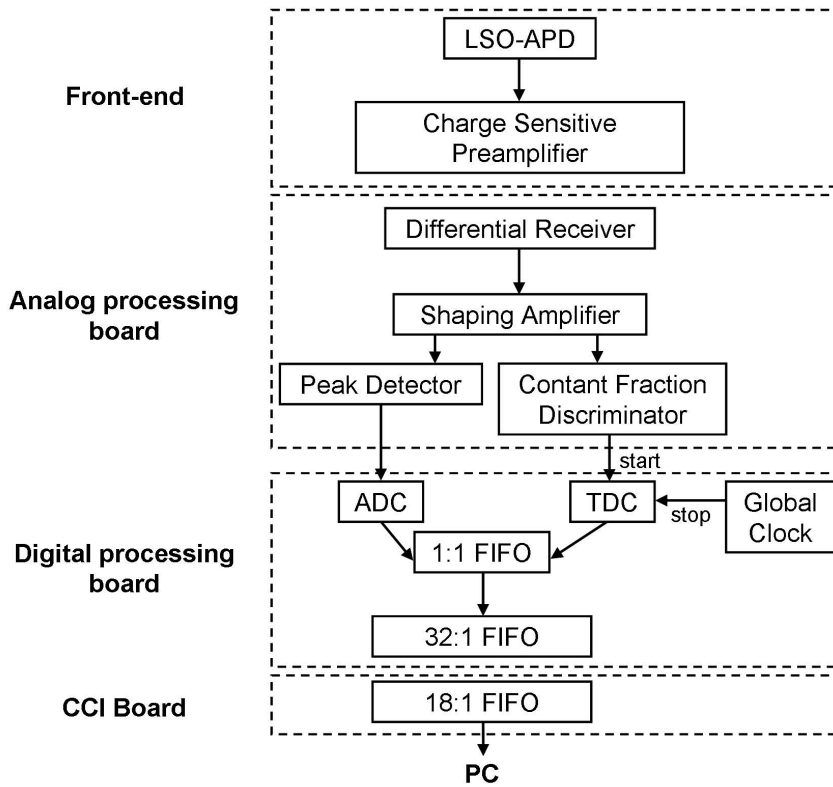 LSO-APD
Front-end
Charge Sensitive
Preamplifier
Differential Receiver
Analog processing
board
Shaping Amplifier
Peak Detector
Contant Fraction
Discriminator
start
ADC
TDC
stop
Global
Clock
Digital processing
board
1:1 FIFO
32:1 FIFO
CCI Board
18:1 FIFO
PC